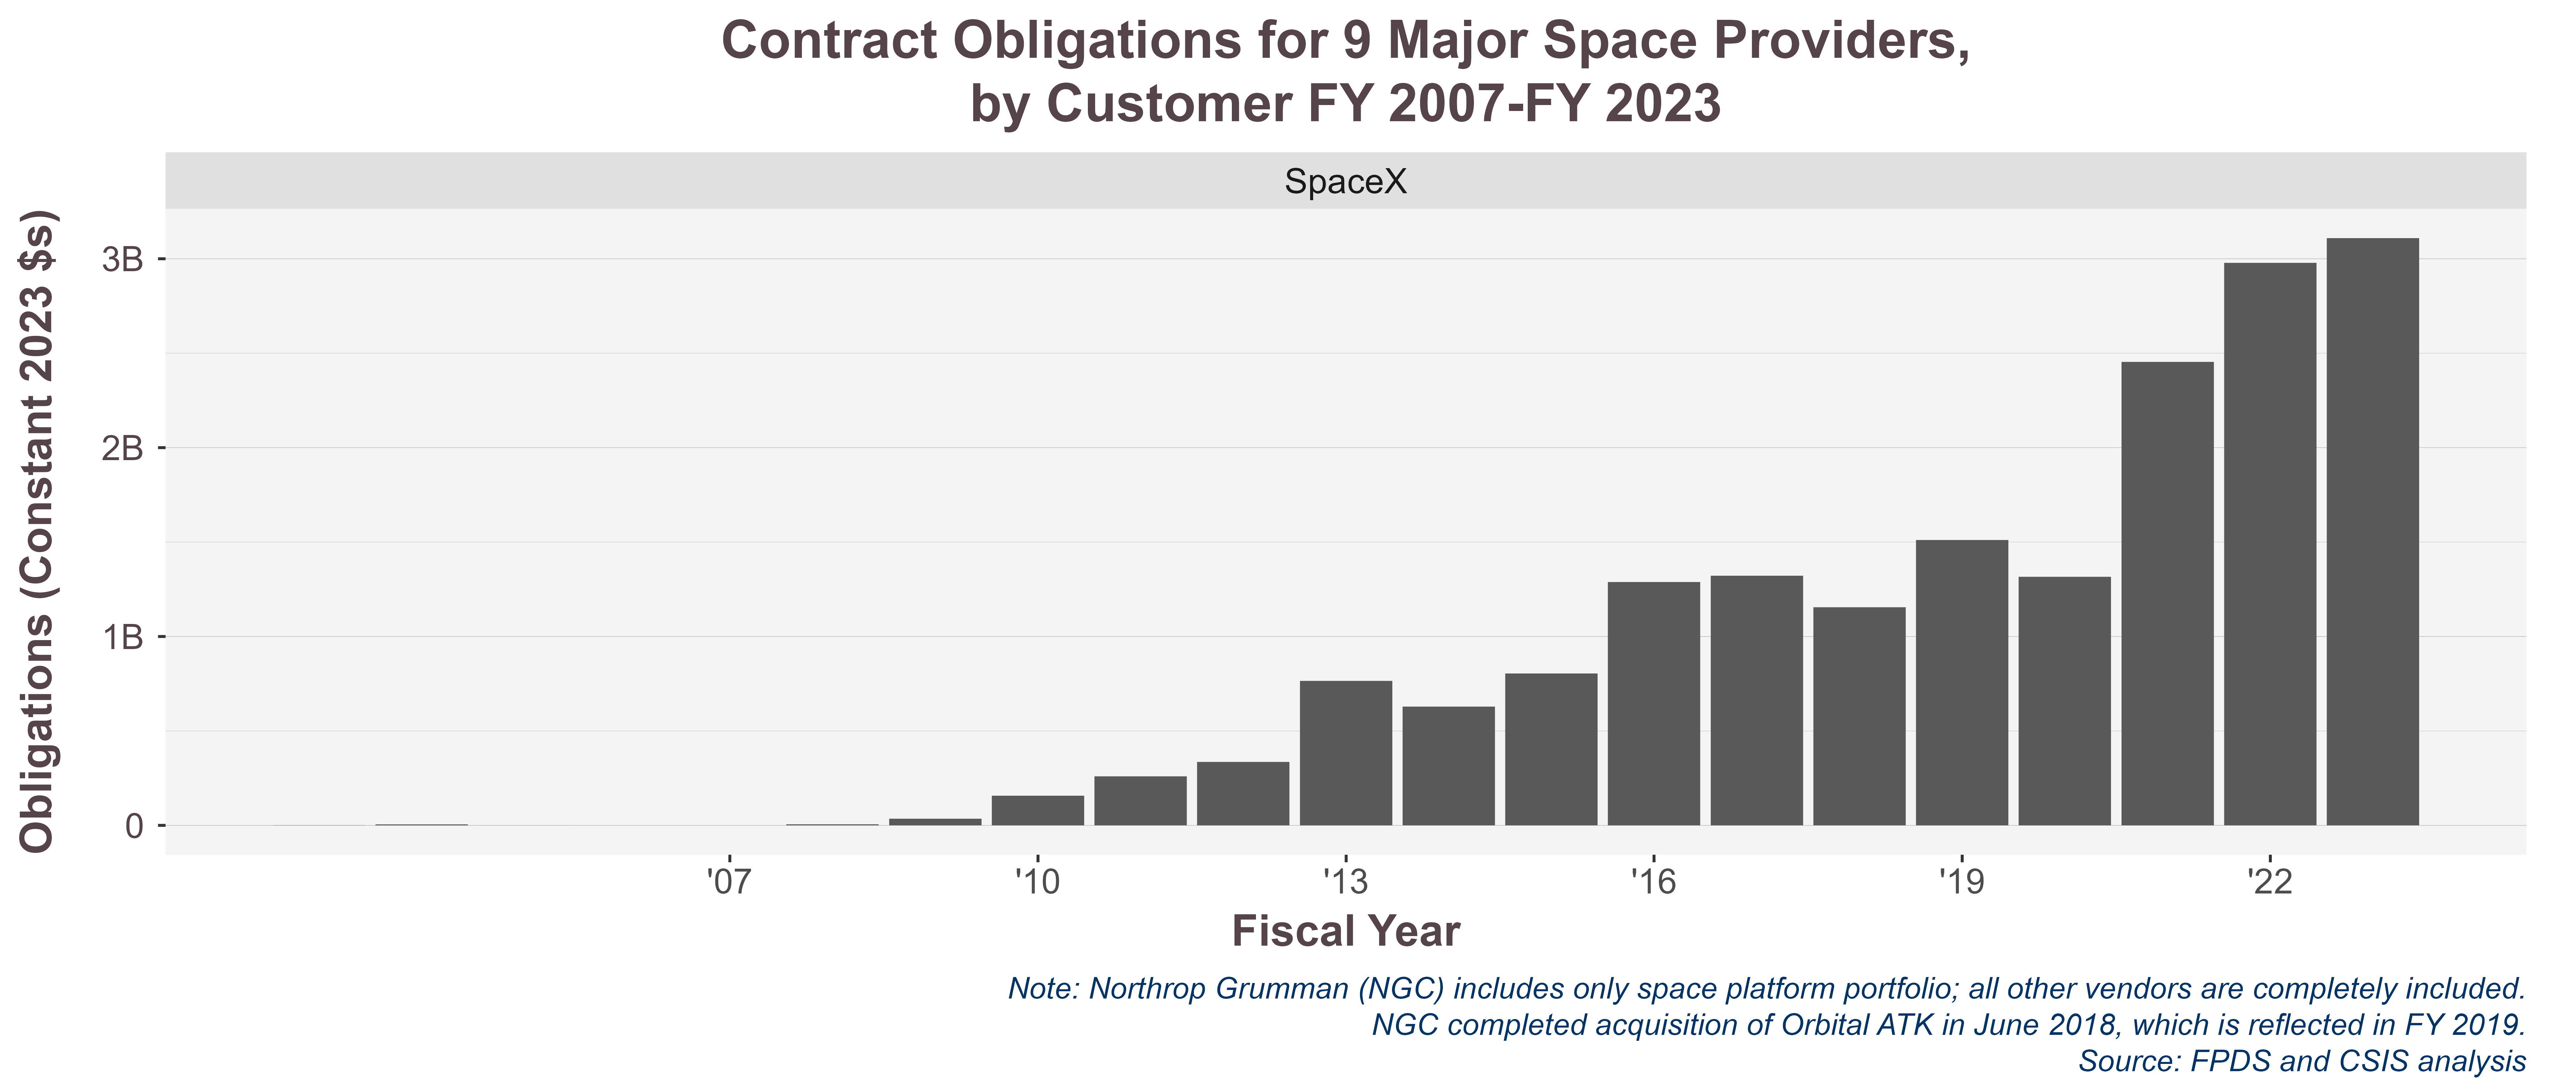 Contract Obligations for 9 Major Space Providers,
by Customer FY 2007-FY 2023
SpaceX
Obligations (Constant 2023 $s)
3B
2B
1B
0
'07 '10 '13 '16 '19 '22
Fiscal Year
Note: Northrop Grumman (NGC) includes only space platform portfolio; all other vendors are completely included.
NGC completed acquisition of Orbital ATK in June 2018, which is reflected in FY 2019.
Source: FPDS and CSIS analysis